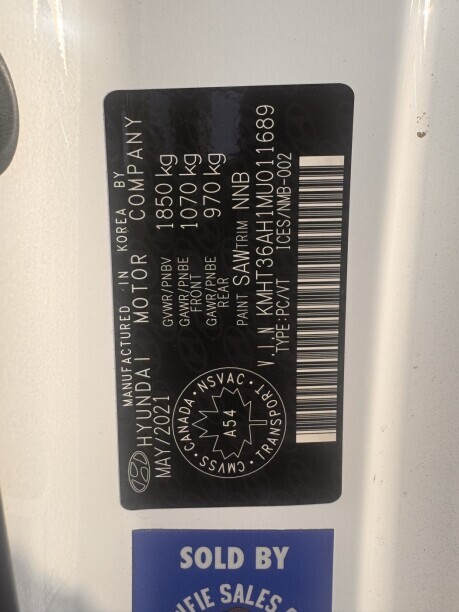 MANUFACTURED IN KOREA BY
HYUNDAI MOTOR COMPANY
MAY/2021
GVWR/PNBV 1850 kg
GAWR/PNBE FRONT 1070 kg
GAWR/PNBE REAR 970 kg
PAINT SAW TRIM NNB
V.I.N KMHT36AH1MU011689
TYPE:PC/VT ICES/NMB-002
CMVSS·CANADA·NSVAC·TRANSPORT·
A54
SOLD BY
SALES